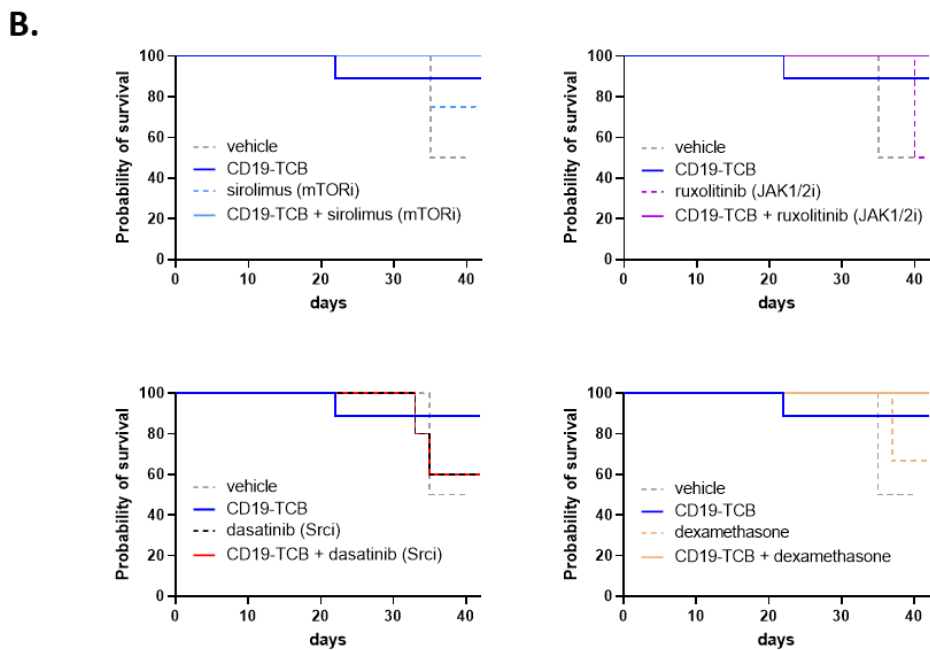 B.
Probability of survival
100
80
60
40
20
0
vehicle
CD19-TCB
sirolimus (mTORi)
CD19-TCB + sirolimus (mTORi)
0 10 20 30 40
days
Probability of survival
100
80
60
40
20
0
vehicle
CD19-TCB
ruxolitinib (JAK1/2i)
CD19-TCB + ruxolitinib (JAK1/2i)
0 10 20 30 40
days
Probability of survival
100
80
60
40
20
0
vehicle
CD19-TCB
dasatinib (Srci)
CD19-TCB + dasatinib (Srci)
0 10 20 30 40
days
Probability of survival
100
80
60
40
20
0
vehicle
CD19-TCB
dexamethasone
CD19-TCB + dexamethasone
0 10 20 30 40
days